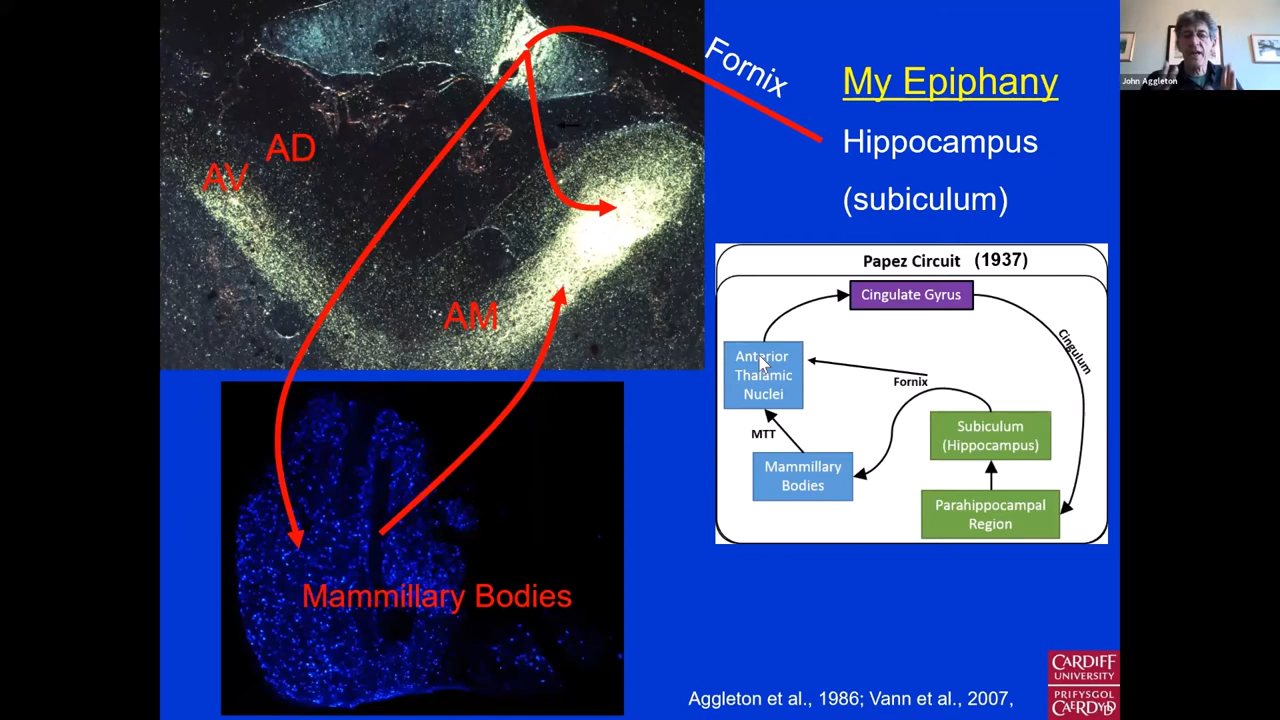 Fornix
My Epiphany
John Aggleton
Hippocampus
(subiculum)
AD
AV
AM
Mammillary Bodies
Papez Circuit (1937)
Cingulate Gyrus
Cingulum
Anterior
Thalamic
Nuclei
Fornix
MTT
Subiculum
(Hippocampus)
Mammillary
Bodies
Parahippocampal
Region
Aggleton et al., 1986; Vann et al., 2007,
CARDIFF
UNIVERSITY
PRIFYSGOL
CAERDYDD